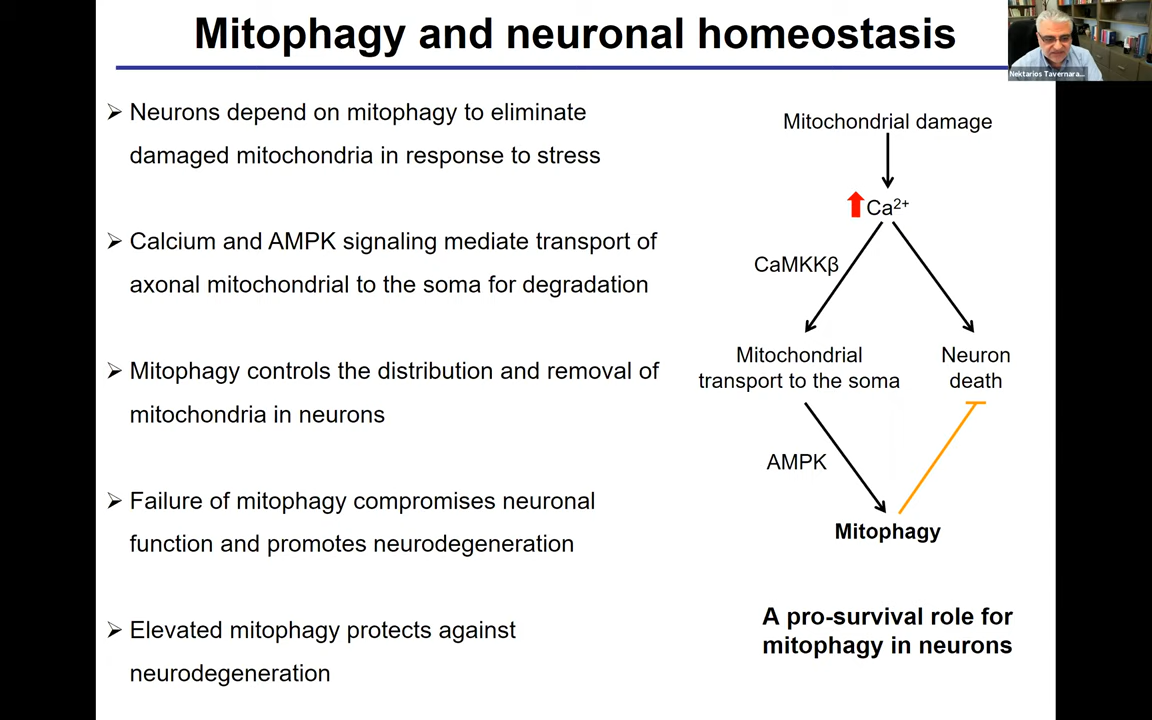 Mitophagy and neuronal homeostasis
Nektarios Tavernara...
➢ Neurons depend on mitophagy to eliminate
damaged mitochondria in response to stress
➢ Calcium and AMPK signaling mediate transport of
axonal mitochondrial to the soma for degradation
➢ Mitophagy controls the distribution and removal of
mitochondria in neurons
➢ Failure of mitophagy compromises neuronal
function and promotes neurodegeneration
➢ Elevated mitophagy protects against
neurodegeneration
Mitochondrial damage
Ca²⁺
CaMKKβ
Mitochondrial
transport to the soma
Neuron
death
AMPK
Mitophagy
A pro-survival role for
mitophagy in neurons